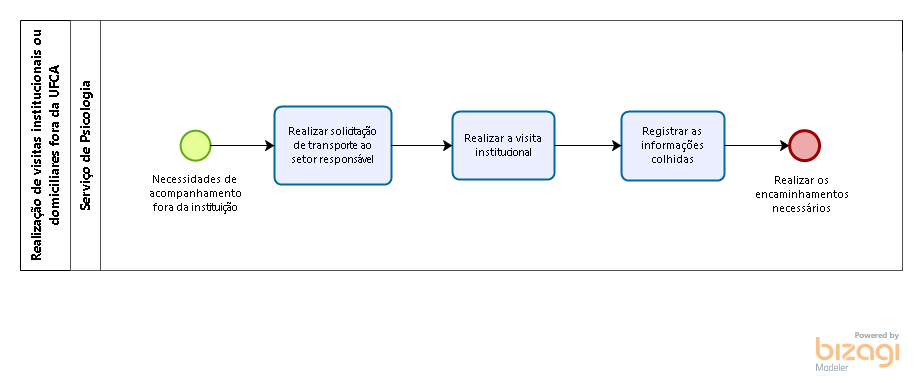 Realização de visitas institucionais ou
domiciliares fora da UFCA
Serviço de Psicologia
Necessidades de
acompanhamento
fora da instituição
Realizar solicitação
de transporte ao
setor responsável
Realizar a visita
institucional
Registrar as
informações
colhidas
Realizar os
encaminhamentos
necessários
Powered by
bizagi
Modeler